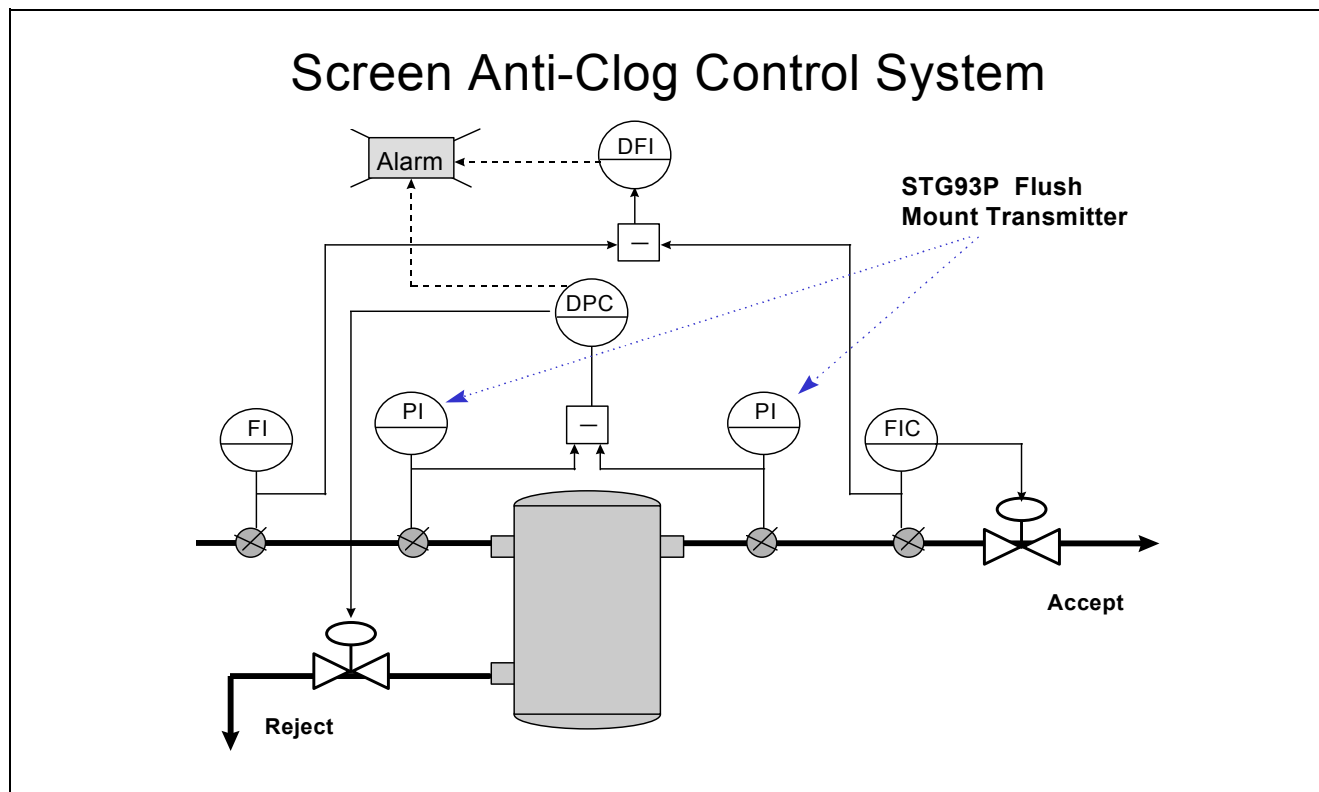 Screen Anti-Clog Control System
Alarm
DFI
STG93P Flush
Mount Transmitter
–
DPC
FI
PI
–
PI
FIC
Accept
Reject